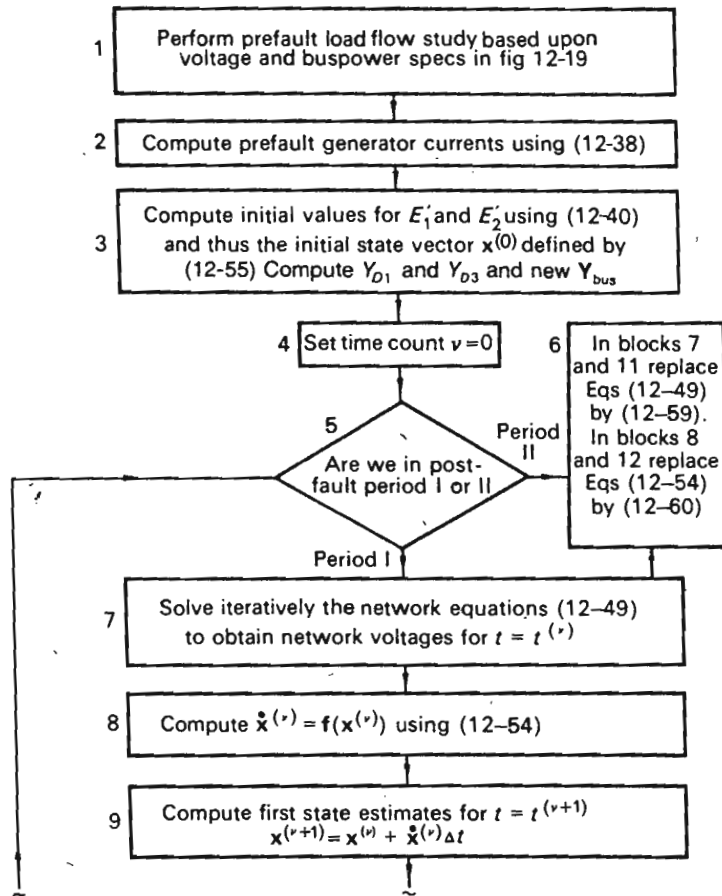 1
Perform prefault load flow study based upon
voltage and buspower specs in fig 12-19
2
Compute prefault generator currents using (12-38)
3
Compute initial values for E₁′ and E₂′ using (12-40)
and thus the initial state vector x⁽⁰⁾ defined by
(12-55) Compute Y_D1 and Y_D3 and new Y_bus
4
Set time count ν=0
5
Are we in post-
fault period I or II
Period
II
Period I
6
In blocks 7
and 11 replace
Eqs (12–49)
by (12–59).
In blocks 8
and 12 replace
Eqs (12–54)
by (12–60)
7
Solve iteratively the network equations (12–49)
to obtain network voltages for t = t⁽ᵛ⁾
8
Compute ẋ⁽ᵛ⁾ = f(x⁽ᵛ⁾) using (12–54)
9
Compute first state estimates for t = t⁽ᵛ⁺¹⁾
x⁽ᵛ⁺¹⁾ = x⁽ᵛ⁾ + ẋ⁽ᵛ⁾Δt